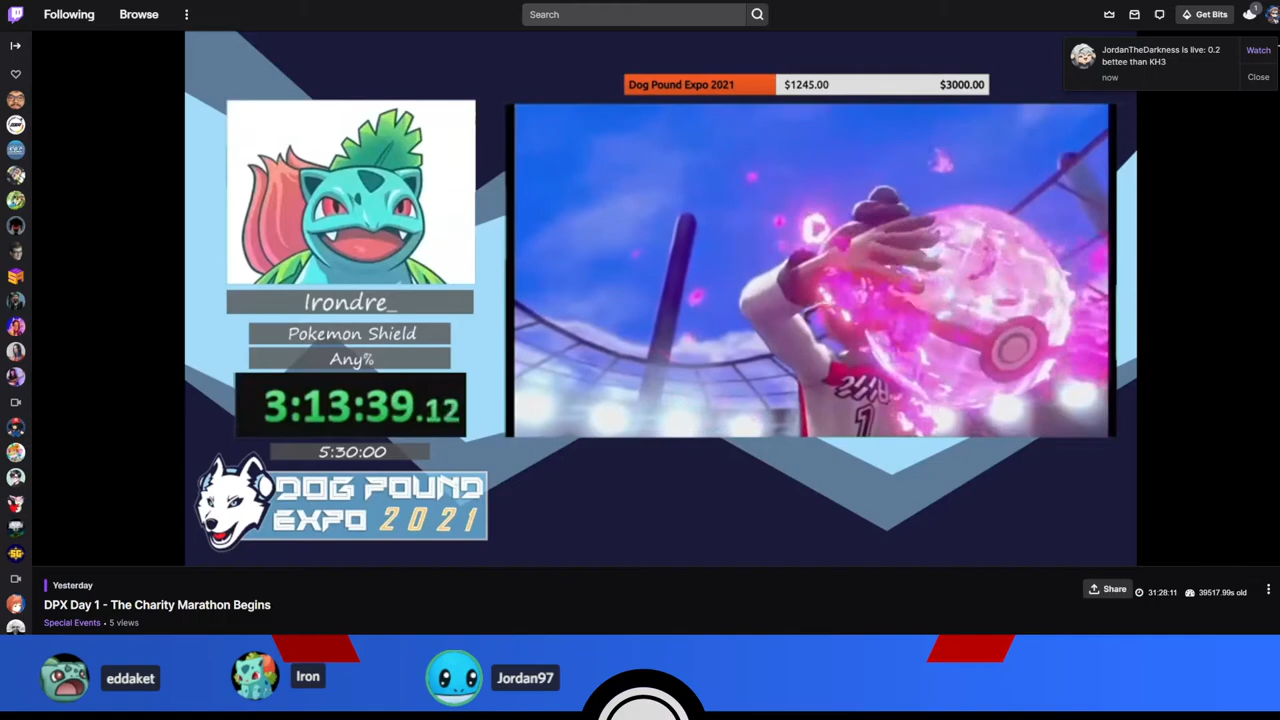 Following
Browse
Search
Get Bits
1
JordanTheDarkness is live: 0.2
bettee than KH3
now
Watch
Close
Dog Pound Expo 2021
$1245.00
$3000.00
Irondre_
Pokemon Shield
Any%
3:13:39.12
5:30:00
DOG POUND
EXPO 2021
1
Yesterday
DPX Day 1 - The Charity Marathon Begins
Special Events • 5 views
Share
31:28:11
39517.99s old
eddaket
Iron
Jordan97